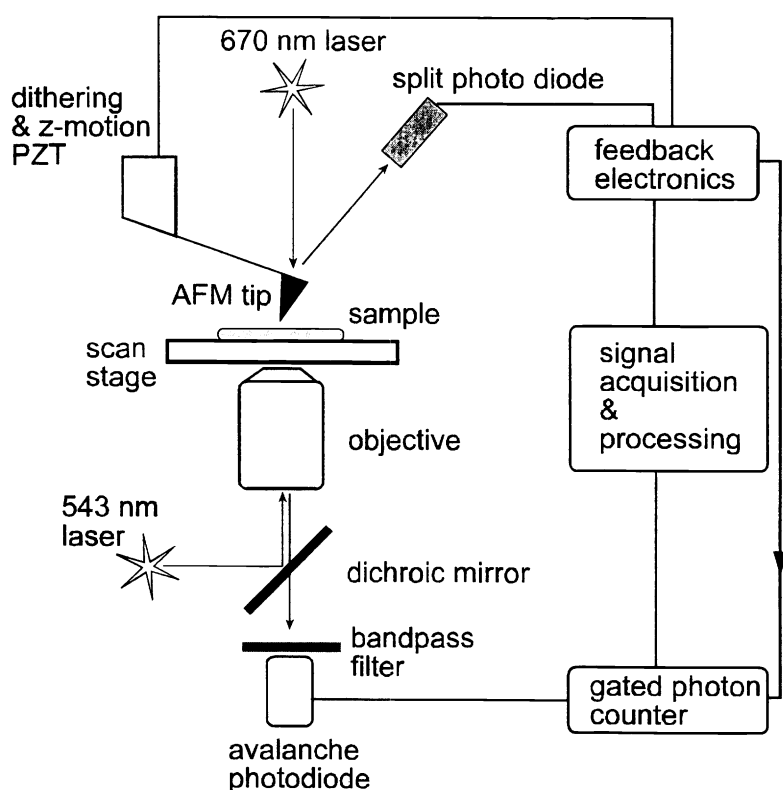 670 nm laser
split photo diode
dithering
& z-motion
PZT
feedback
electronics
AFM tip
sample
scan
stage
signal
acquisition
&
processing
objective
543 nm
laser
dichroic mirror
bandpass
filter
gated photon
counter
avalanche
photodiode